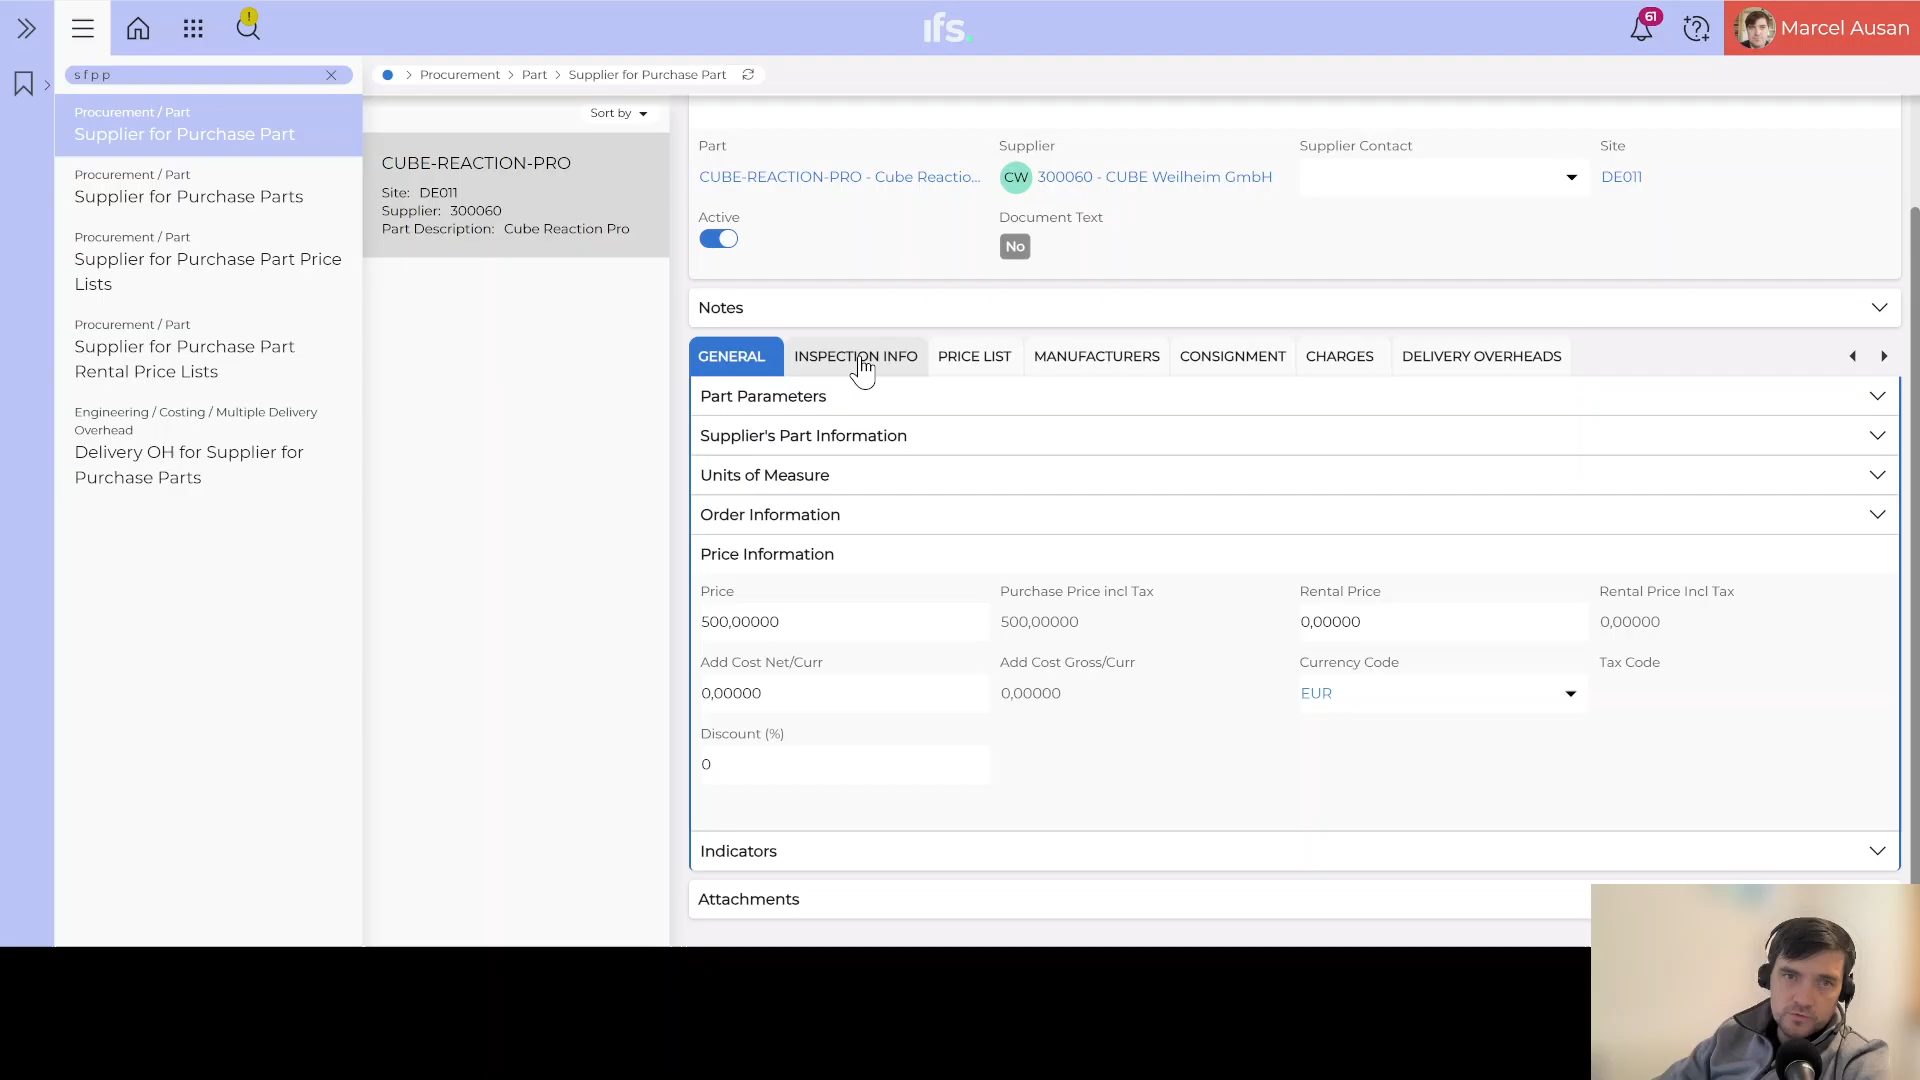 !
ifs.
61
Marcel Ausan
s f p p
Procurement
Part
Supplier for Purchase Part
Procurement / Part
Supplier for Purchase Part
Procurement / Part
Supplier for Purchase Parts
Procurement / Part
Supplier for Purchase Part Price
Lists
Procurement / Part
Supplier for Purchase Part
Rental Price Lists
Engineering / Costing / Multiple Delivery
Overhead
Delivery OH for Supplier for
Purchase Parts
Sort by
CUBE-REACTION-PRO
Site: DE011
Supplier: 300060
Part Description: Cube Reaction Pro
Part
Supplier
Supplier Contact
Site
CUBE-REACTION-PRO - Cube Reactio...
CW
300060 - CUBE Weilheim GmbH
DE011
Active
Document Text
No
Notes
GENERAL
INSPECTION INFO
PRICE LIST
MANUFACTURERS
CONSIGNMENT
CHARGES
DELIVERY OVERHEADS
Part Parameters
Supplier's Part Information
Units of Measure
Order Information
Price Information
Price
Purchase Price incl Tax
Rental Price
Rental Price Incl Tax
500,00000
500,00000
0,00000
0,00000
Add Cost Net/Curr
Add Cost Gross/Curr
Currency Code
Tax Code
0,00000
0,00000
EUR
Discount (%)
0
Indicators
Attachments